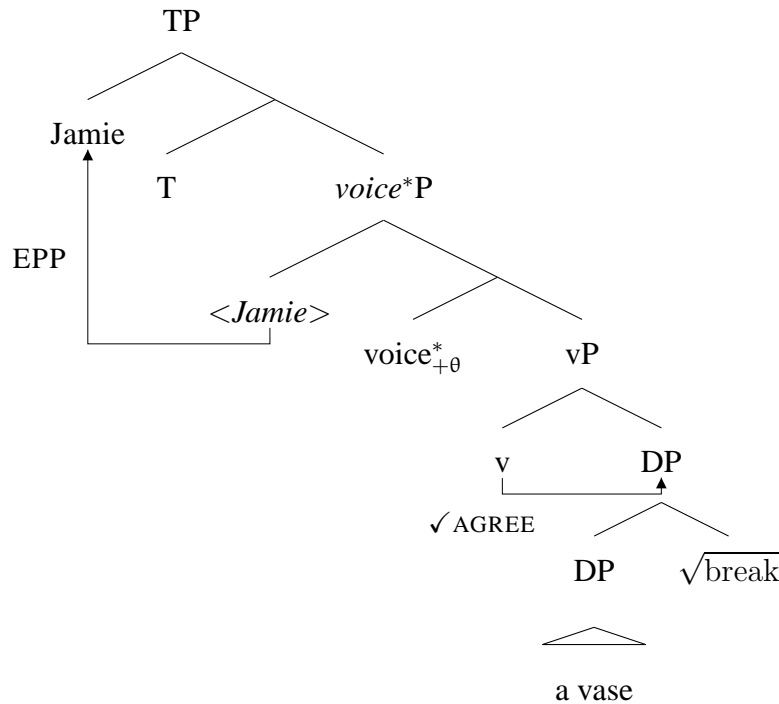 TP
Jamie
T
voice*P
EPP
<Jamie>
voice*+θ
vP
v
DP
✓AGREE
DP
√break
a vase